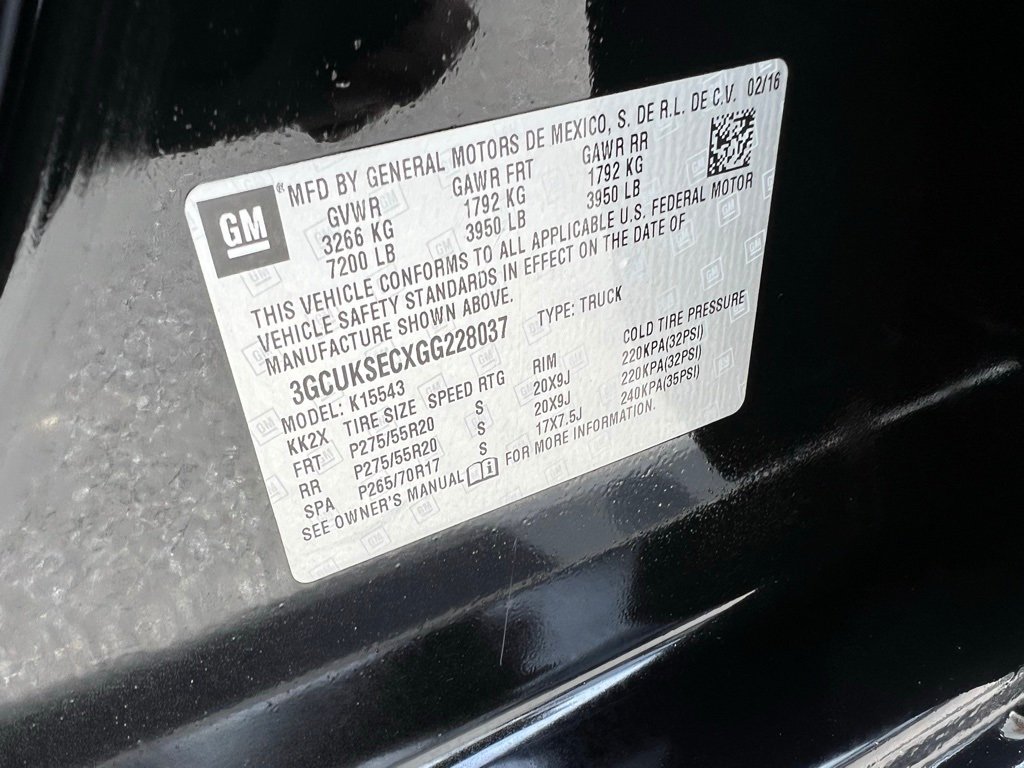 GM
® MFD BY GENERAL MOTORS DE MEXICO, S. DE R.L. DE C.V. 02/16
GVWR GAWR FRT GAWR RR
3266 KG 1792 KG 1792 KG
7200 LB 3950 LB 3950 LB
THIS VEHICLE CONFORMS TO ALL APPLICABLE U.S. FEDERAL MOTOR
VEHICLE SAFETY STANDARDS IN EFFECT ON THE DATE OF
MANUFACTURE SHOWN ABOVE.
3GCUKSECXGG228037 TYPE: TRUCK
MODEL: K15543
KK2X TIRE SIZE SPEED RTG RIM COLD TIRE PRESSURE
FRT P275/55R20 S 20X9J 220KPA(32PSI)
RR P275/55R20 S 20X9J 220KPA(32PSI)
SPA P265/70R17 S 17X7.5J 240KPA(35PSI)
SEE OWNER'S MANUAL FOR MORE INFORMATION.